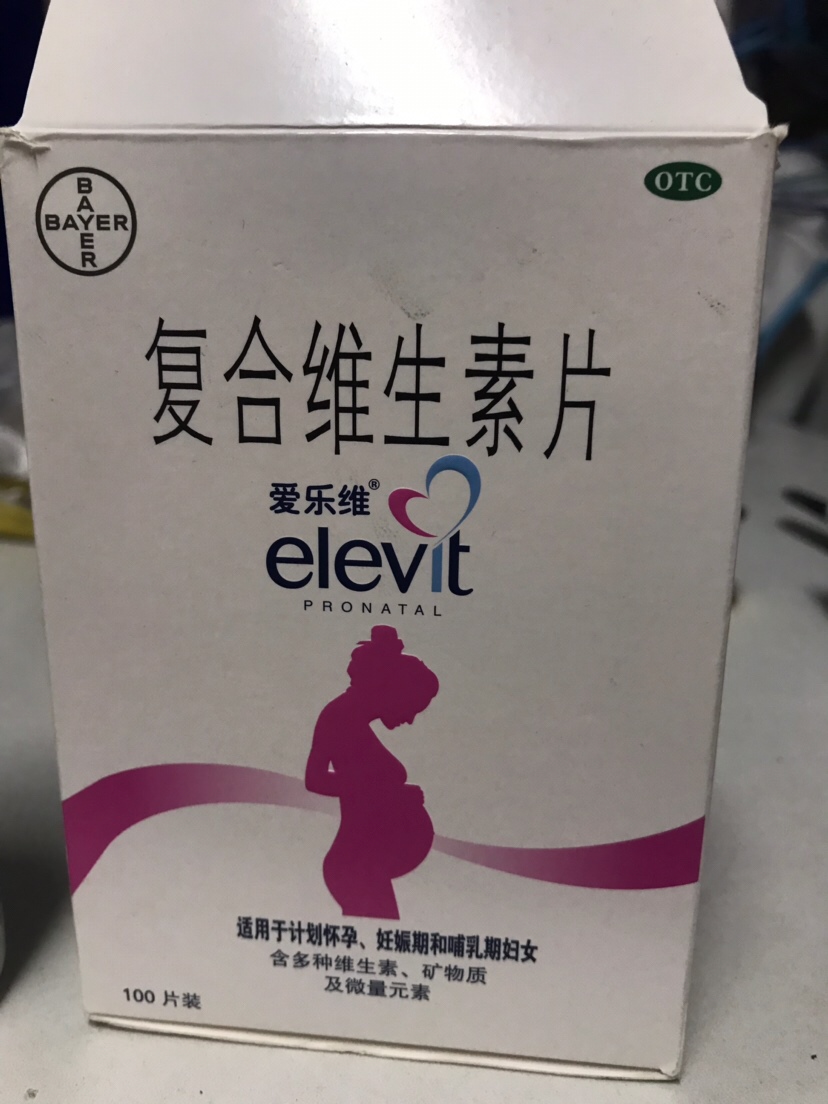 BAYER
BAYER
OTC
复合维生素片
爱乐维®
elevit
PRONATAL
适用于计划怀孕、妊娠期和哺乳期妇女
含多种维生素、矿物质
及微量元素
100 片装